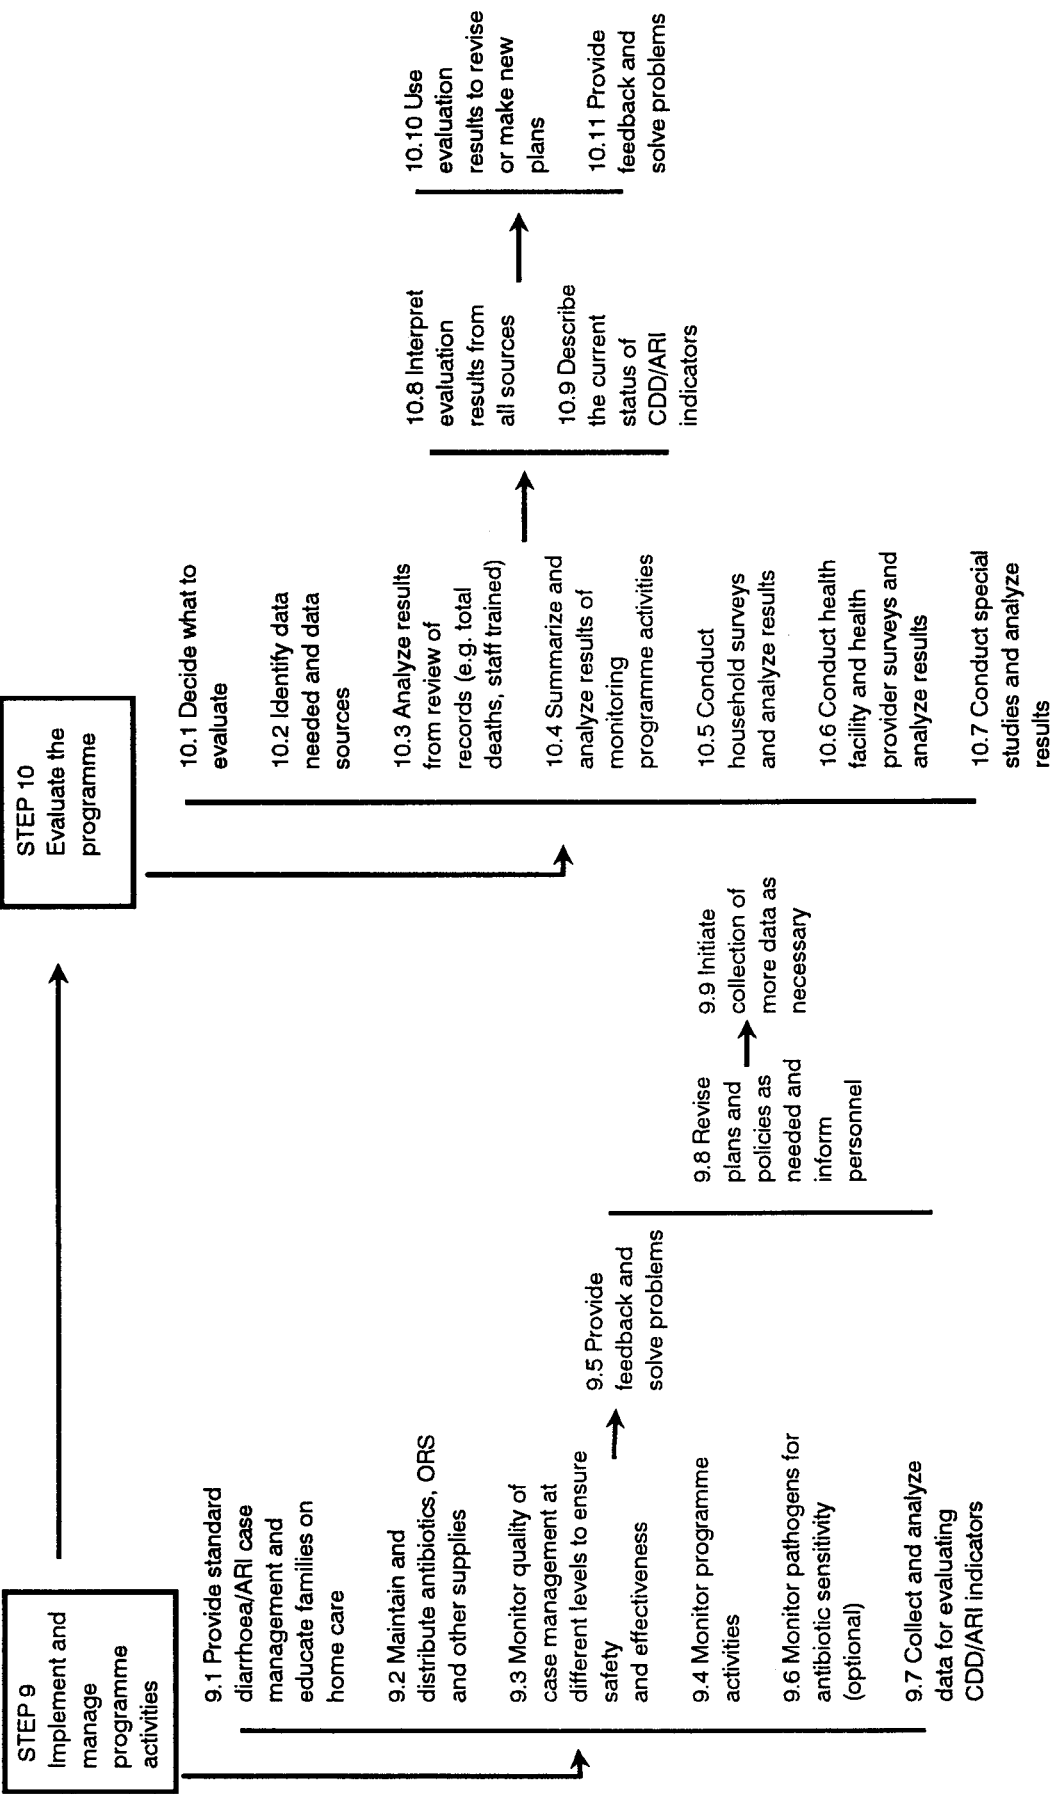 STEP 9
Implement and
manage
programme
activities
9.1 Provide standard
diarrhoea/ARI case
management and
educate families on
home care
9.2 Maintain and
distribute antibiotics, ORS
and other supplies
9.3 Monitor quality of
case management at
different levels to ensure
safety
and effectiveness
9.4 Monitor programme
activities
9.6 Monitor pathogens for
antibiotic sensitivity
(optional)
9.7 Collect and analyze
data for evaluating
CDD/ARI indicators
9.5 Provide
feedback and
solve problems
9.8 Revise
plans and
policies as
needed and
inform
personnel
9.9 Initiate
collection of
more data as
necessary
STEP 10
Evaluate the
programme
10.1 Decide what to
evaluate
10.2 Identify data
needed and data
sources
10.3 Analyze results
from review of
records (e.g. total
deaths, staff trained)
10.4 Summarize and
analyze results of
monitoring
programme activities
10.5 Conduct
household surveys
and analyze results
10.6 Conduct health
facility and health
provider surveys and
analyze results
10.7 Conduct special
studies and analyze
results
10.8 Interpret
evaluation
results from
all sources
10.9 Describe
the current
status of
CDD/ARI
indicators
10.10 Use
evaluation
results to revise
or make new
plans
10.11 Provide
feedback and
solve problems